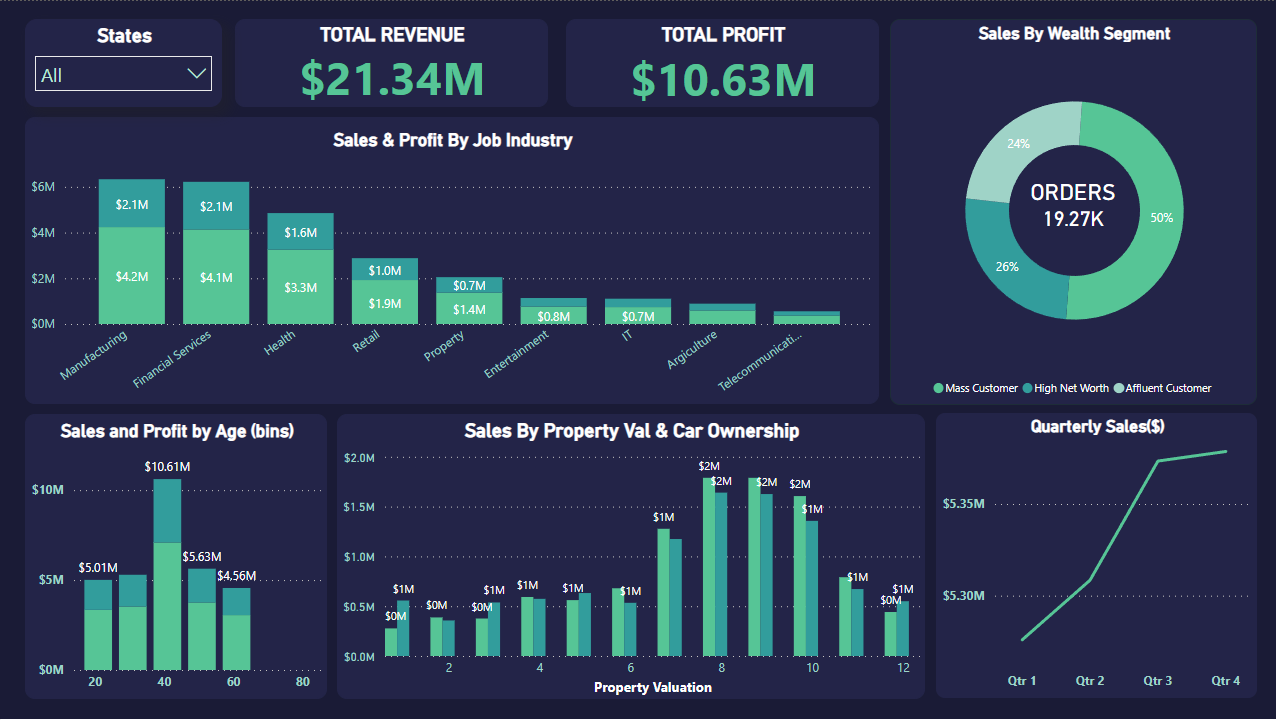 States
All
TOTAL REVENUE
$21.34M
TOTAL PROFIT
$10.63M
Sales By Wealth Segment
24%
50%
26%
ORDERS
19.27K
Mass Customer High Net Worth Affluent Customer
Sales & Profit By Job Industry
$6M
$4M
$2M
$0M
$2.1M
$2.1M
$1.6M
$1.0M
$0.7M
$4.2M
$4.1M
$3.3M
$1.9M
$1.4M
$0.8M
$0.7M
Manufacturing
Financial Services
Health
Retail
Property
Entertainment
IT
Argiculture
Telecommunicati...
Sales and Profit by Age (bins)
$10M
$5M
$0M
$10.61M
$5.01M
$5.63M
$4.56M
20 40 60 80
Sales By Property Val & Car Ownership
$2.0M
$1.5M
$1.0M
$0.5M
$0.0M
$0M
$1M
$0M
$0M
$1M
$1M
$1M
$1M
$1M
$2M
$2M
$2M
$2M
$1M
$1M
$0M
$1M
2 4 6 8 10 12
Property Valuation
Quarterly Sales($)
$5.35M
$5.30M
Qtr 1 Qtr 2 Qtr 3 Qtr 4